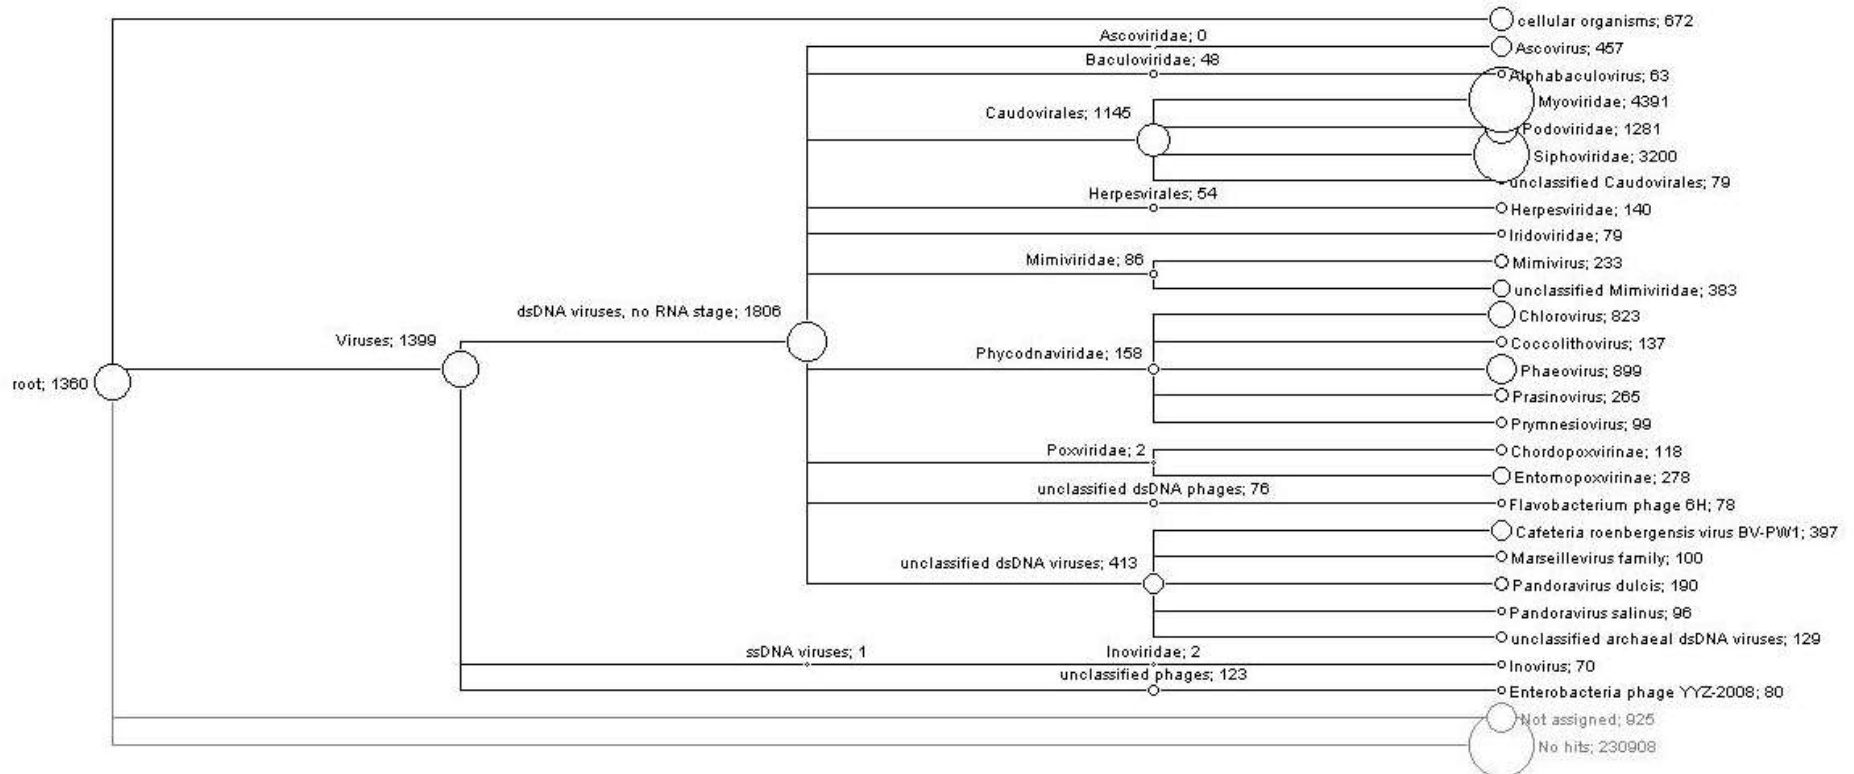 cellular organisms; 672
Ascoviridae; 0
Ascovirus; 457
Baculoviridae; 48
Alphabaculovirus; 63
Myoviridae; 4391
Caudovirales; 1145
Podoviridae; 1281
Siphoviridae; 3200
unclassified Caudovirales; 79
Herpesvirales; 54
Herpesviridae; 140
Iridoviridae; 79
Mimiviridae; 86
Mimivirus; 233
unclassified Mimiviridae; 383
dsDNA viruses, no RNA stage; 1806
Chlorovirus; 823
Viruses; 1399
Coccolithovirus; 137
Phycodnaviridae; 158
Phaeovirus; 899
root; 1360
Prasinovirus; 265
Prymnesiovirus; 99
Poxviridae; 2
Chordopoxvirinae; 118
Entomopoxvirinae; 278
unclassified dsDNA phages; 76
Flavobacterium phage 6H; 78
Cafeteria roenbergensis virus BV-PW1; 397
Marseillevirus family; 100
unclassified dsDNA viruses; 413
Pandoravirus dulcis; 190
Pandoravirus salinus; 96
unclassified archaeal dsDNA viruses; 129
ssDNA viruses; 1
Inoviridae; 2
Inovirus; 70
unclassified phages; 123
Enterobacteria phage YYZ-2008; 80
Not assigned; 925
No hits; 230908